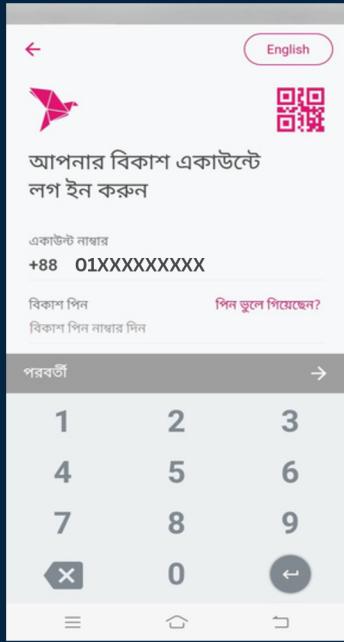 English
আপনার বিকাশ একাউন্টে
লগ ইন করুন
একাউন্ট নাম্বার
+88 01XXXXXXXXX
বিকাশ পিন
পিন ভুলে গিয়েছেন?
বিকাশ পিন নাম্বার দিন
পরবর্তী
1 2 3
4 5 6
7 8 9
0